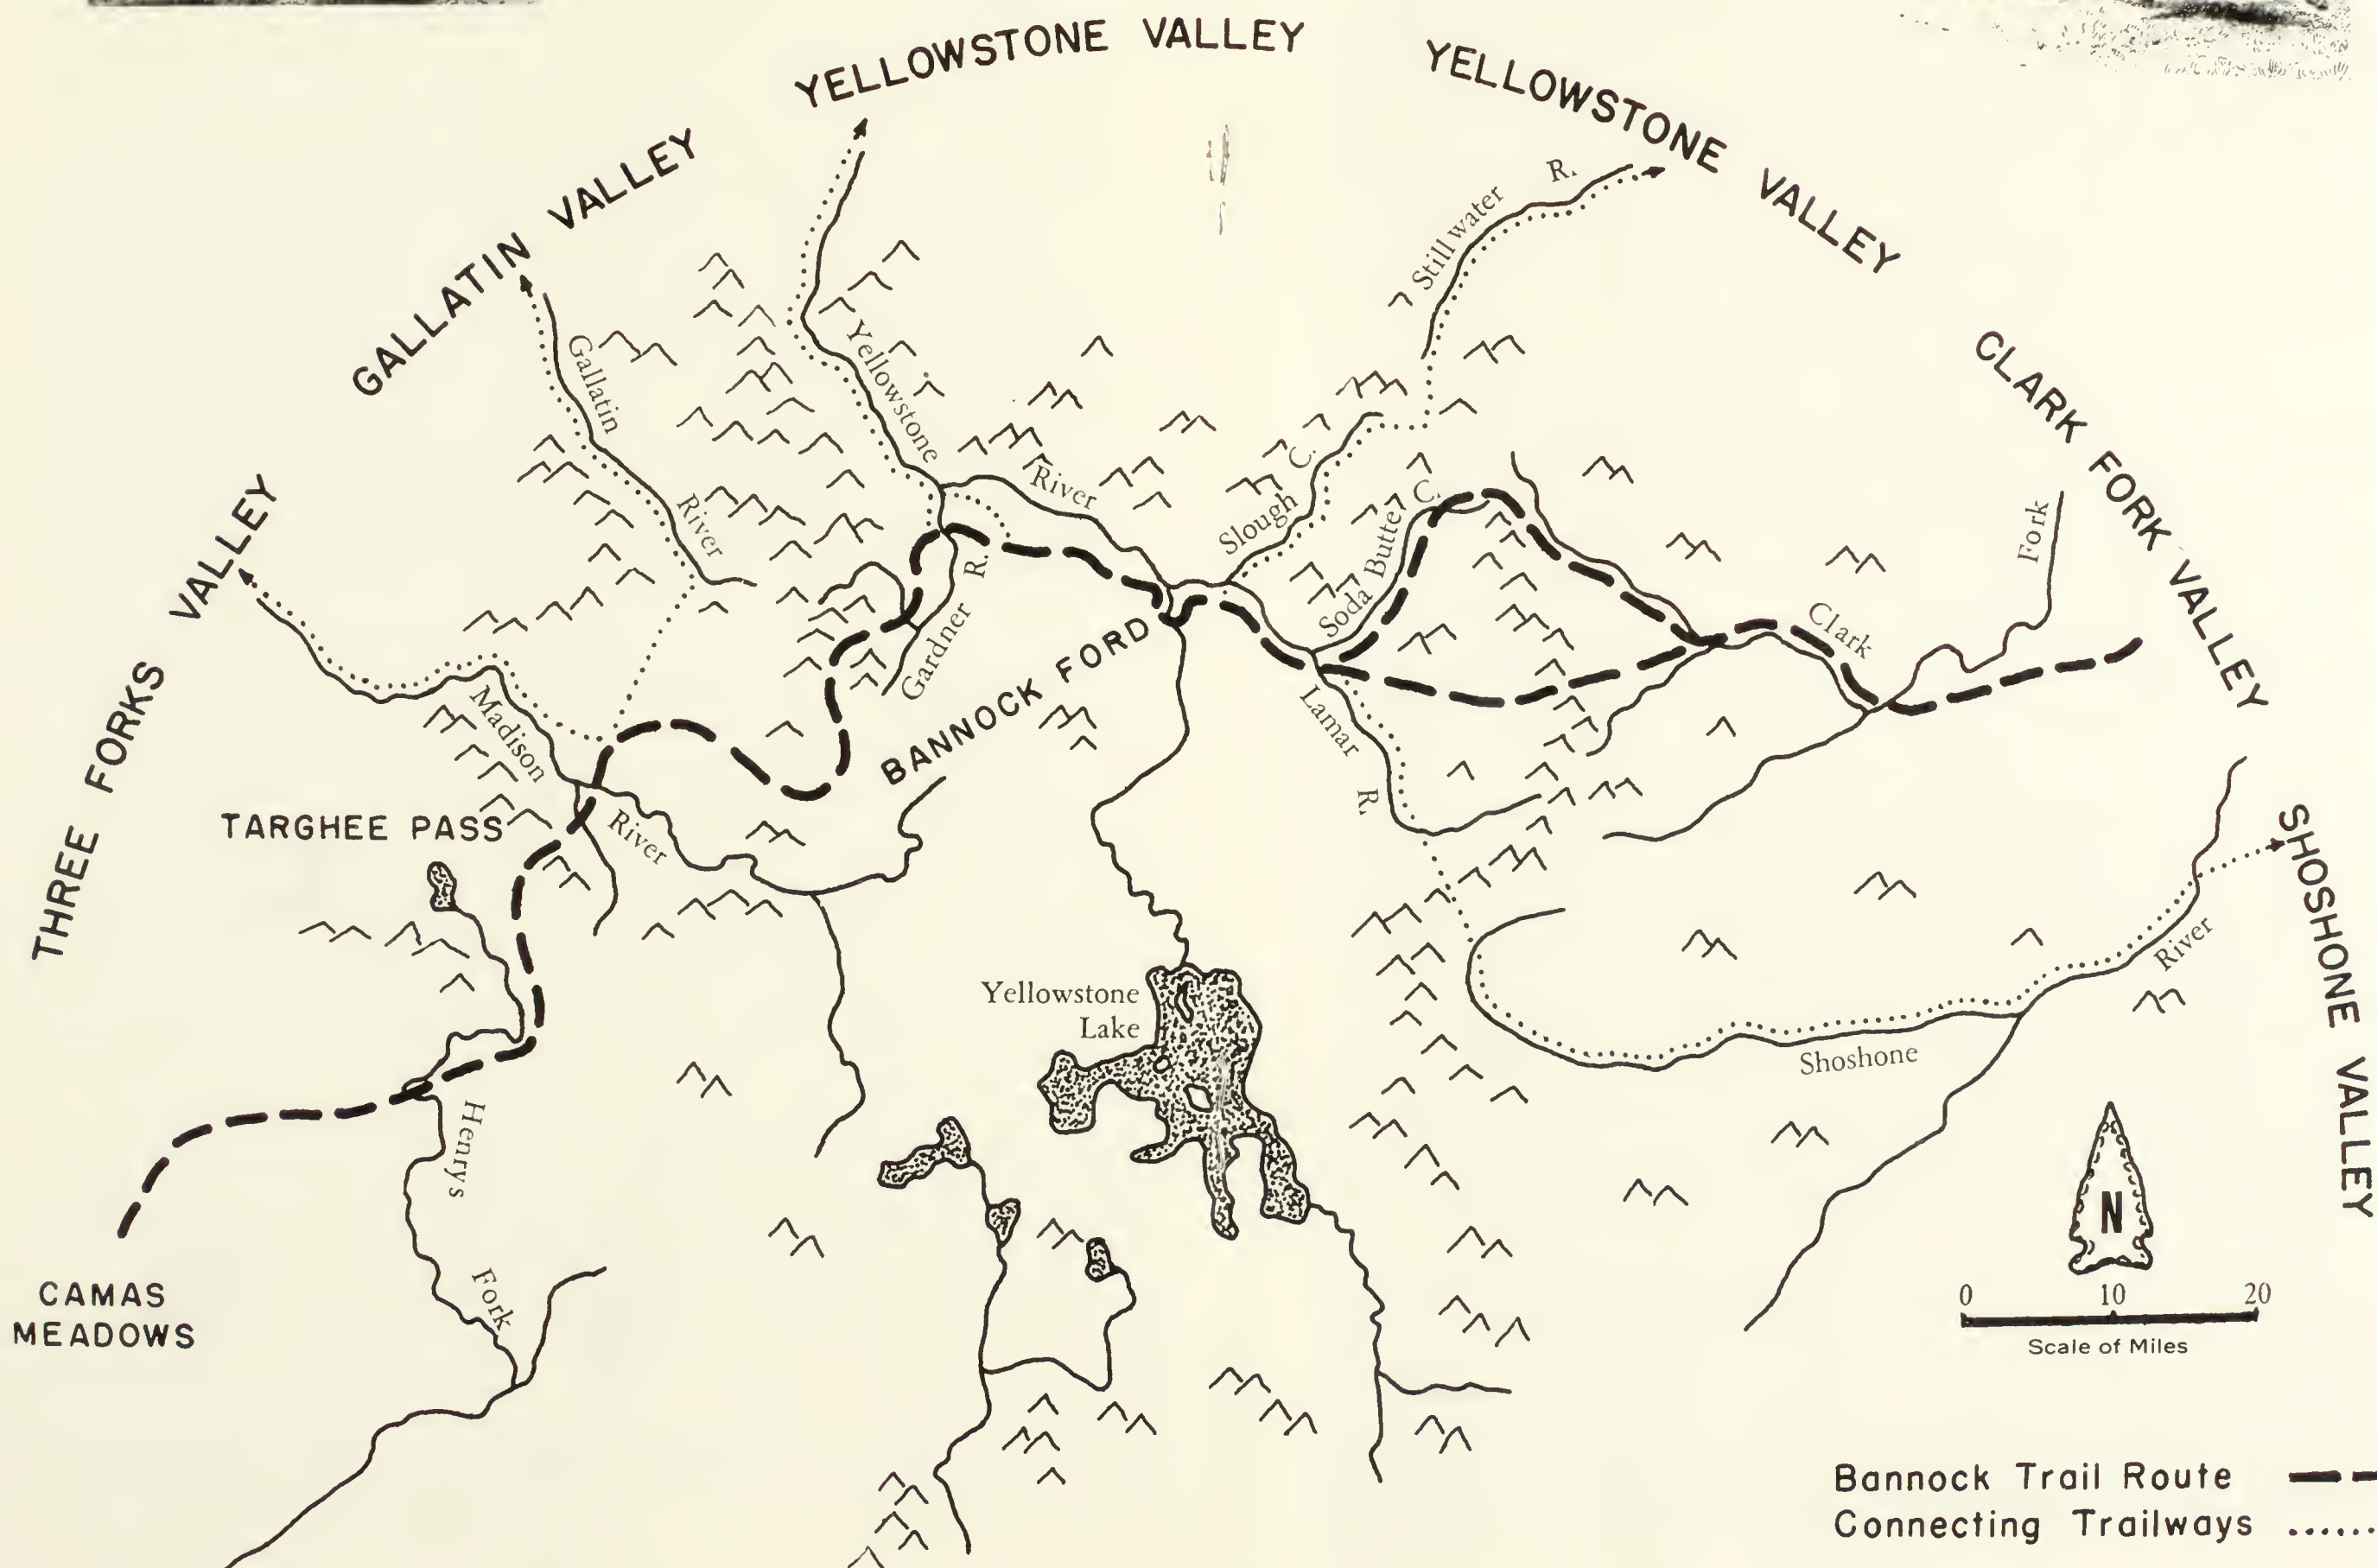 YELLOWSTONE VALLEY
YELLOWSTONE VALLEY
GALLATIN VALLEY
CLARK FORK VALLEY
THREE FORKS VALLEY
SHOSHONE VALLEY
Stillwater R.
Gallatin River
Yellowstone River
Slough C.
Soda Butte C.
Clark Fork
Gardner R.
BANNOCK FORD
Lamar R.
Madison River
TARGHEE PASS
Yellowstone
Lake
Shoshone River
Henrys Fork
CAMAS
MEADOWS
N
0 10 20
Scale of Miles
Bannock Trail Route
Connecting Trailways